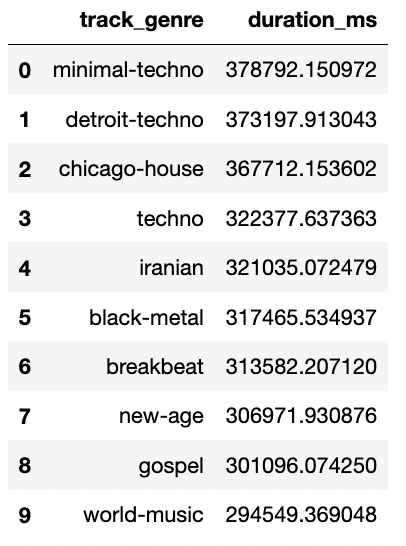 track_genre duration_ms
0 minimal-techno 378792.150972
1 detroit-techno 373197.913043
2 chicago-house 367712.153602
3 techno 322377.637363
4 iranian 321035.072479
5 black-metal 317465.534937
6 breakbeat 313582.207120
7 new-age 306971.930876
8 gospel 301096.074250
9 world-music 294549.369048